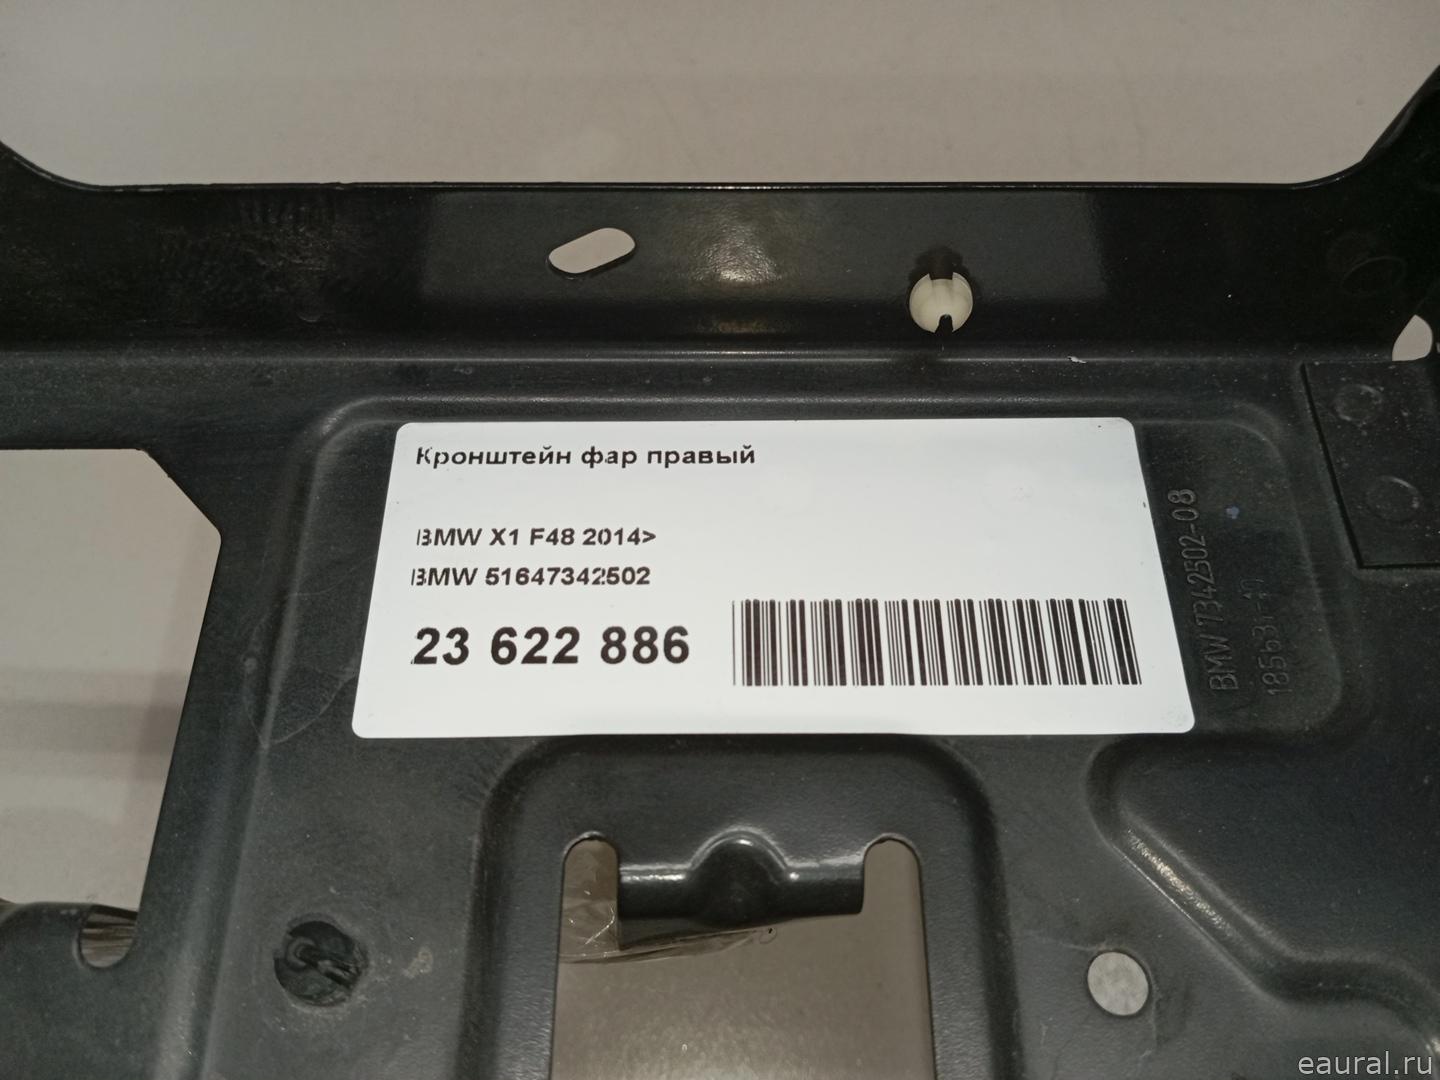 Кронштейн фар правый
BMW X1 F48 2014>
BMW 51647342502
23 622 886
BMW 7342502-08
eaural.ru